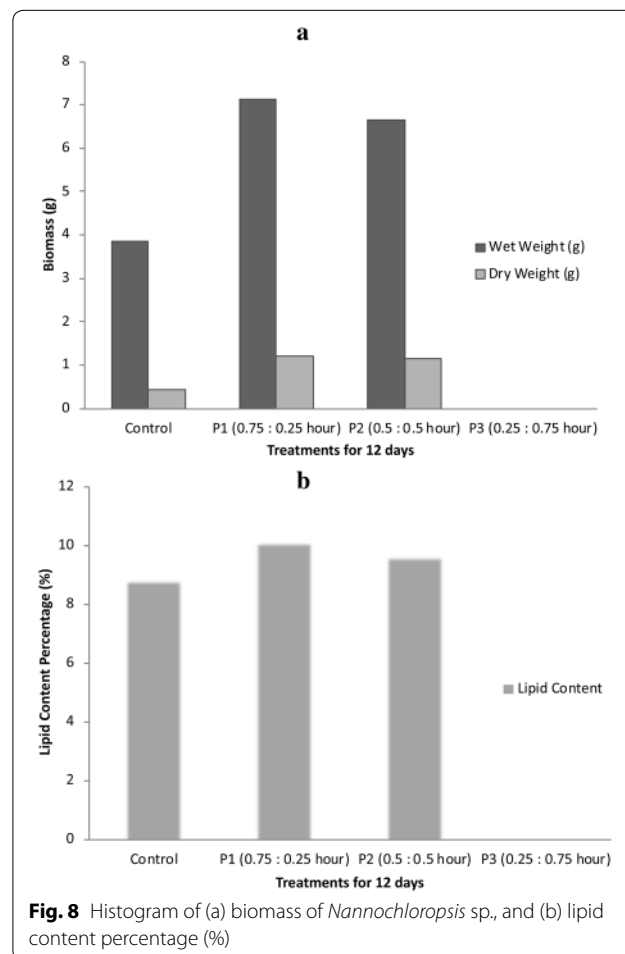 a
8
7
6
5
4
3
2
1
0
Biomass (g)
Wet Weight (g)
Dry Weight (g)
Control P1 (0.75 : 0.25 hour) P2 (0.5 : 0.5 hour) P3 (0.25 : 0.75 hour)
Treatments for 12 days
b
12
10
8
6
4
2
0
Lipid Content Percentage (%)
Lipid Content
Control P1 (0.75 : 0.25 hour) P2 (0.5 : 0.5 hour) P3 (0.25 : 0.75 hour)
Treatments for 12 days
Fig. 8 Histogram of (a) biomass of Nannochloropsis sp., and (b) lipid
content percentage (%)